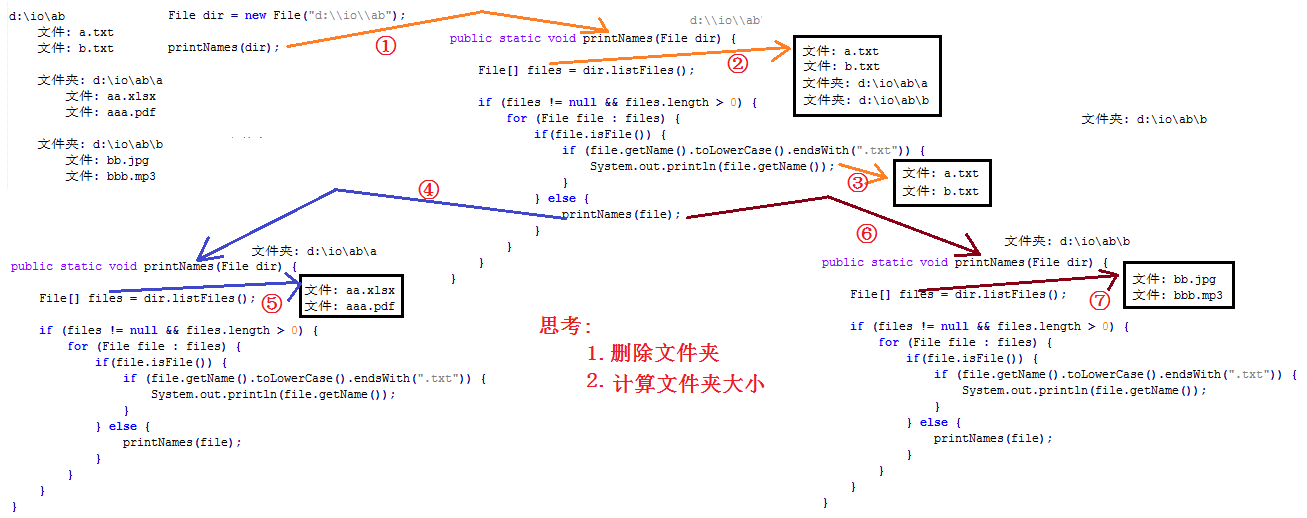 d:\io\ab
文件: a.txt
文件: b.txt
文件夹: d:\io\ab\a
文件: aa.xlsx
文件: aaa.pdf
文件夹: d:\io\ab\b
文件: bb.jpg
文件: bbb.mp3
File dir = new File("d:\\io\\ab");
printNames(dir);
①
d:\\io\\ab
public static void printNames(File dir) {
File[] files = dir.listFiles();
②
if (files != null && files.length > 0) {
for (File file : files) {
if(file.isFile()) {
if (file.getName().toLowerCase().endsWith(".txt")) {
System.out.println(file.getName());
③
}
} else {
printNames(file);
}
}
}
}
文件: a.txt
文件: b.txt
文件夹: d:\io\ab\a
文件夹: d:\io\ab\b
文件夹: d:\io\ab\b
文件: a.txt
文件: b.txt
④
⑥
文件夹: d:\io\ab\a
public static void printNames(File dir) {
File[] files = dir.listFiles();
⑤
文件: aa.xlsx
文件: aaa.pdf
if (files != null && files.length > 0) {
for (File file : files) {
if(file.isFile()) {
if (file.getName().toLowerCase().endsWith(".txt")) {
System.out.println(file.getName());
}
} else {
printNames(file);
}
}
}
}
思考:
1. 删除文件夹
2. 计算文件夹大小
文件夹: d:\io\ab\b
public static void printNames(File dir) {
File[] files = dir.listFiles();
⑦
文件: bb.jpg
文件: bbb.mp3
if (files != null && files.length > 0) {
for (File file : files) {
if(file.isFile()) {
if (file.getName().toLowerCase().endsWith(".txt")) {
System.out.println(file.getName());
}
} else {
printNames(file);
}
}
}
}